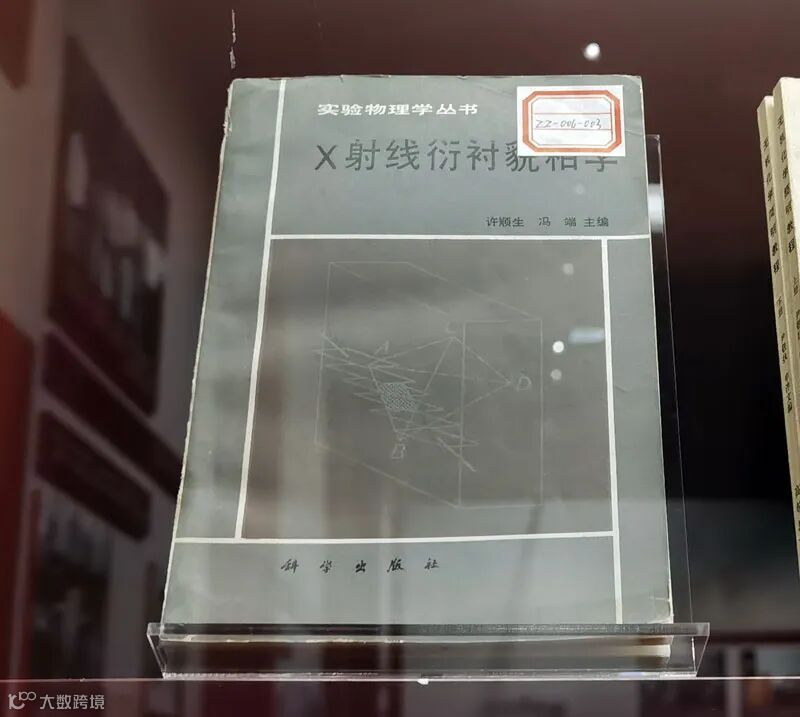 实验物理学丛书
ZZ-006-003
X射线衍衬貌相学
许顺生 冯 端 主编
A
C
D
B
科学出版社
大数跨境